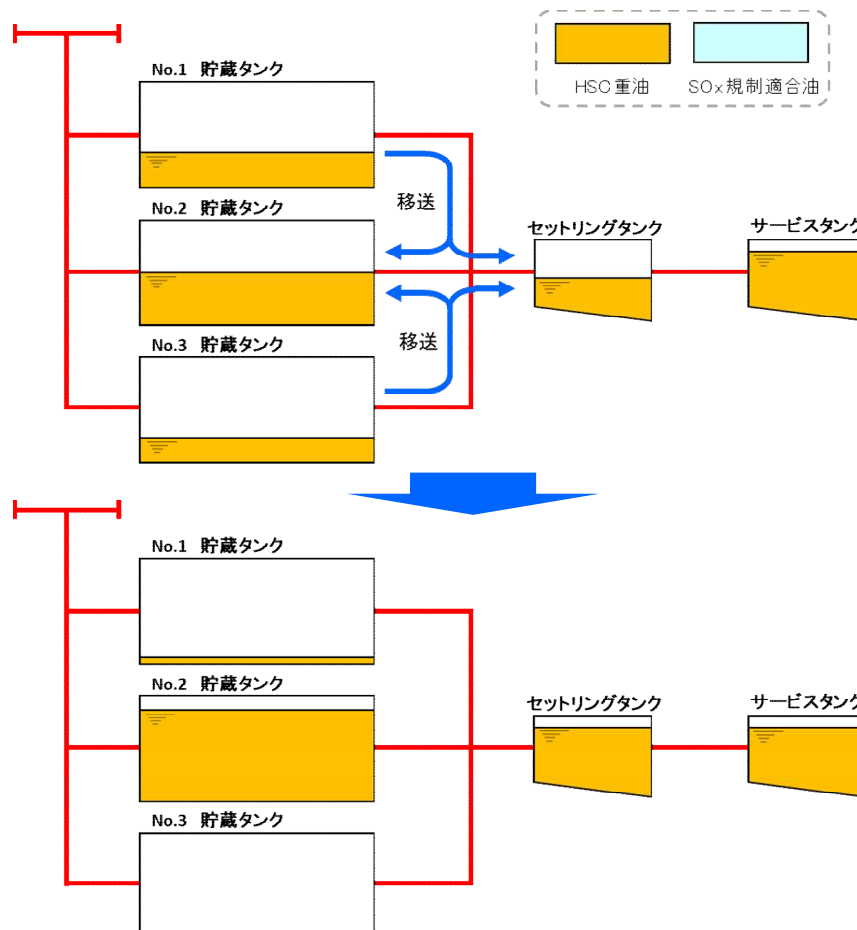 HSC重油
SOx規制適合油
No.1 貯蔵タンク
移送
No.2 貯蔵タンク
セットリングタンク
サービスタンク
移送
No.3 貯蔵タンク
No.1 貯蔵タンク
No.2 貯蔵タンク
セットリングタンク
サービスタンク
No.3 貯蔵タンク